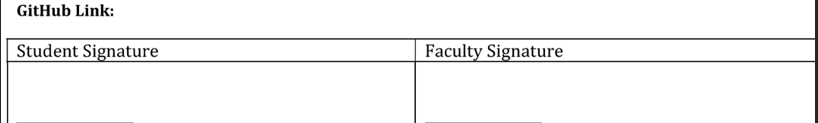 GitHub Link:
Student Signature
Faculty Signature